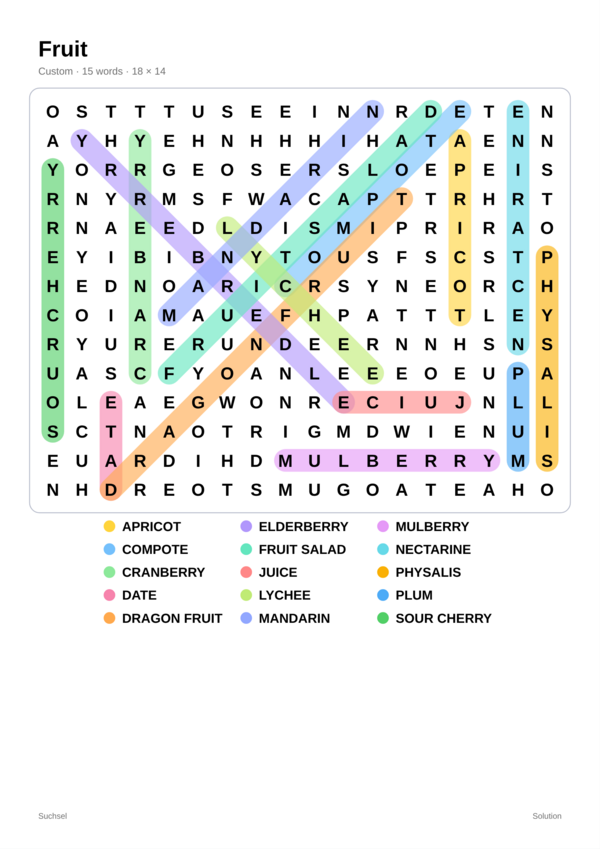 Fruit
Custom · 15 words · 18 × 14
O S T T T U S E E I N N R D E T E N
A Y H Y E H N H H H I H A T A E N N
Y O R R G E O S E R S L O E P E I S
R N Y R M S F W A C A P T T R H R T
R N A E E D L D I S M I P R I R A O
E Y I B I B N Y T O U S F S C S T P
H E D N O A R I C R S Y N E O R C H
C O I A M A U E F H P A T T T L E Y
R Y U R E R U N D E E R N N H S N S
U A S C F Y O A N L E E E O E U P A
O L E A E G W O N R E C I U J N L L
S C T N A O T R I G M D W I E N U I
E U A R D I H D M U L B E R R Y M S
N H D R E O T S M U G O A T E A H O
APRICOT ELDERBERRY MULBERRY
COMPOTE FRUIT SALAD NECTARINE
CRANBERRY JUICE PHYSALIS
DATE LYCHEE PLUM
DRAGON FRUIT MANDARIN SOUR CHERRY
Suchsel Solution